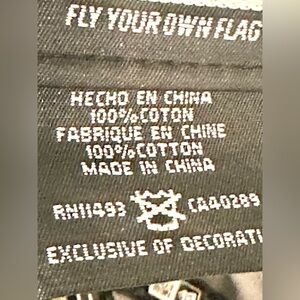 FLY YOUR OWN FLAG
HECHO EN CHINA
100% COTON
FABRIQUE EN CHINE
100% COTTON
MADE IN CHINA
RN11493 CA40289
EXCLUSIVE OF DECORATI